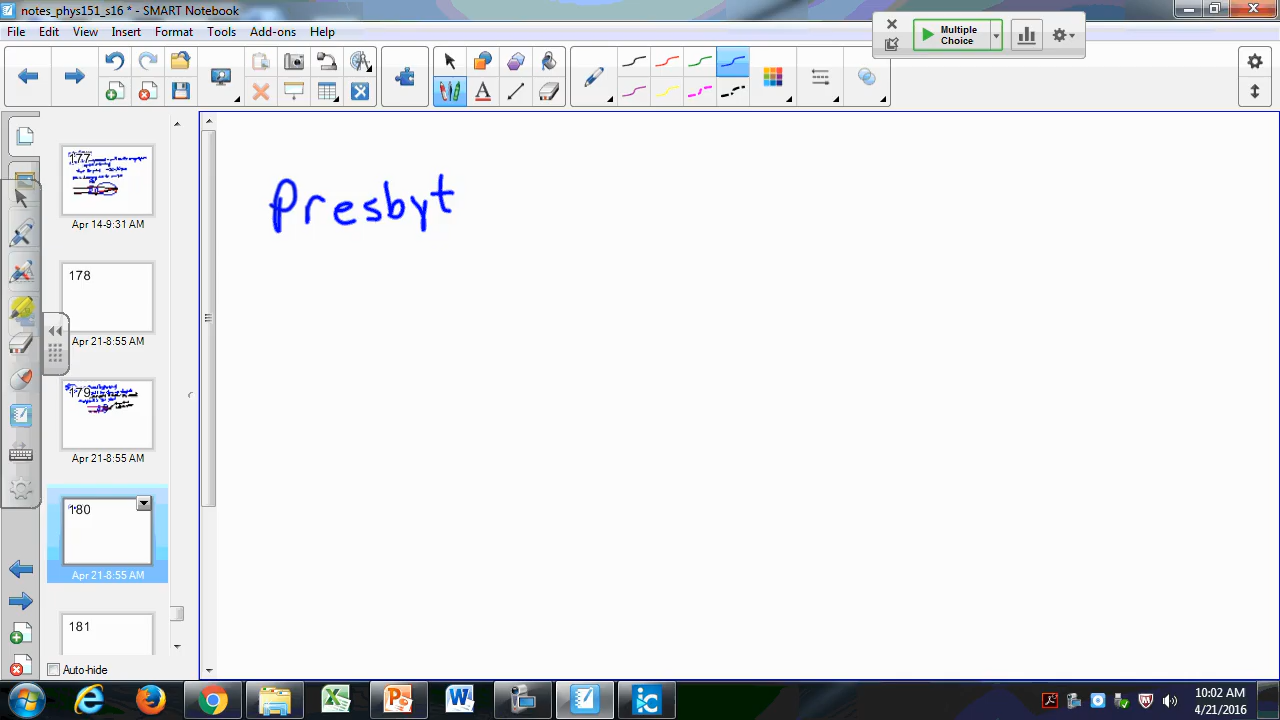 notes_phys151_s16 * - SMART Notebook
File Edit View Insert Format Tools Add-ons Help
Multiple Choice
177
Apr 14-9:31 AM
178
Apr 21-8:55 AM
179
Apr 21-8:55 AM
180
Apr 21-8:55 AM
181
Auto-hide
Presbyt
10:02 AM
4/21/2016